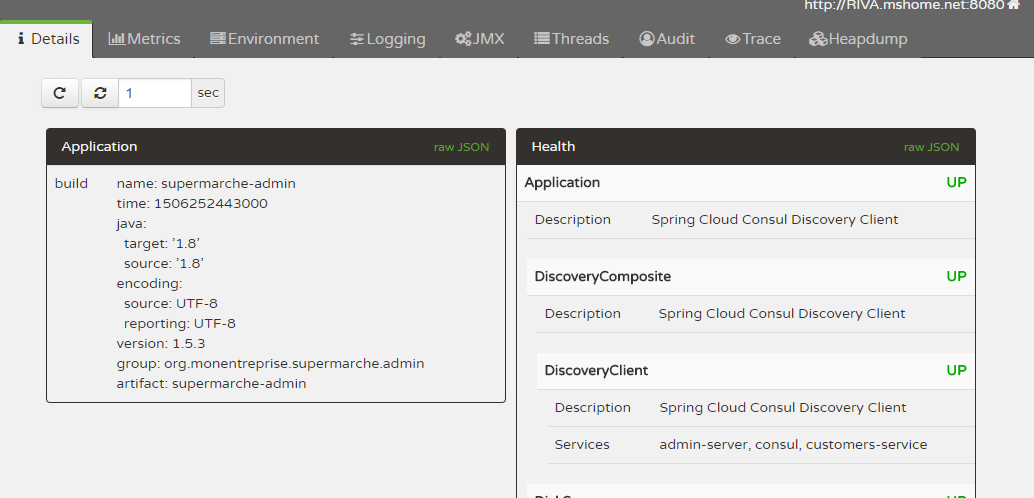 http://RIVA.mshome.net:8080
Details Metrics Environment Logging JMX Threads Audit Trace Heapdump
1 sec
Application raw JSON
build name: supermarche-admin
time: 1506252443000
java:
target: '1.8'
source: '1.8'
encoding:
source: UTF-8
reporting: UTF-8
version: 1.5.3
group: org.monentreprise.supermarche.admin
artifact: supermarche-admin
Health raw JSON
Application UP
Description Spring Cloud Consul Discovery Client
DiscoveryComposite UP
Description Spring Cloud Consul Discovery Client
DiscoveryClient UP
Description Spring Cloud Consul Discovery Client
Services admin-server, consul, customers-service